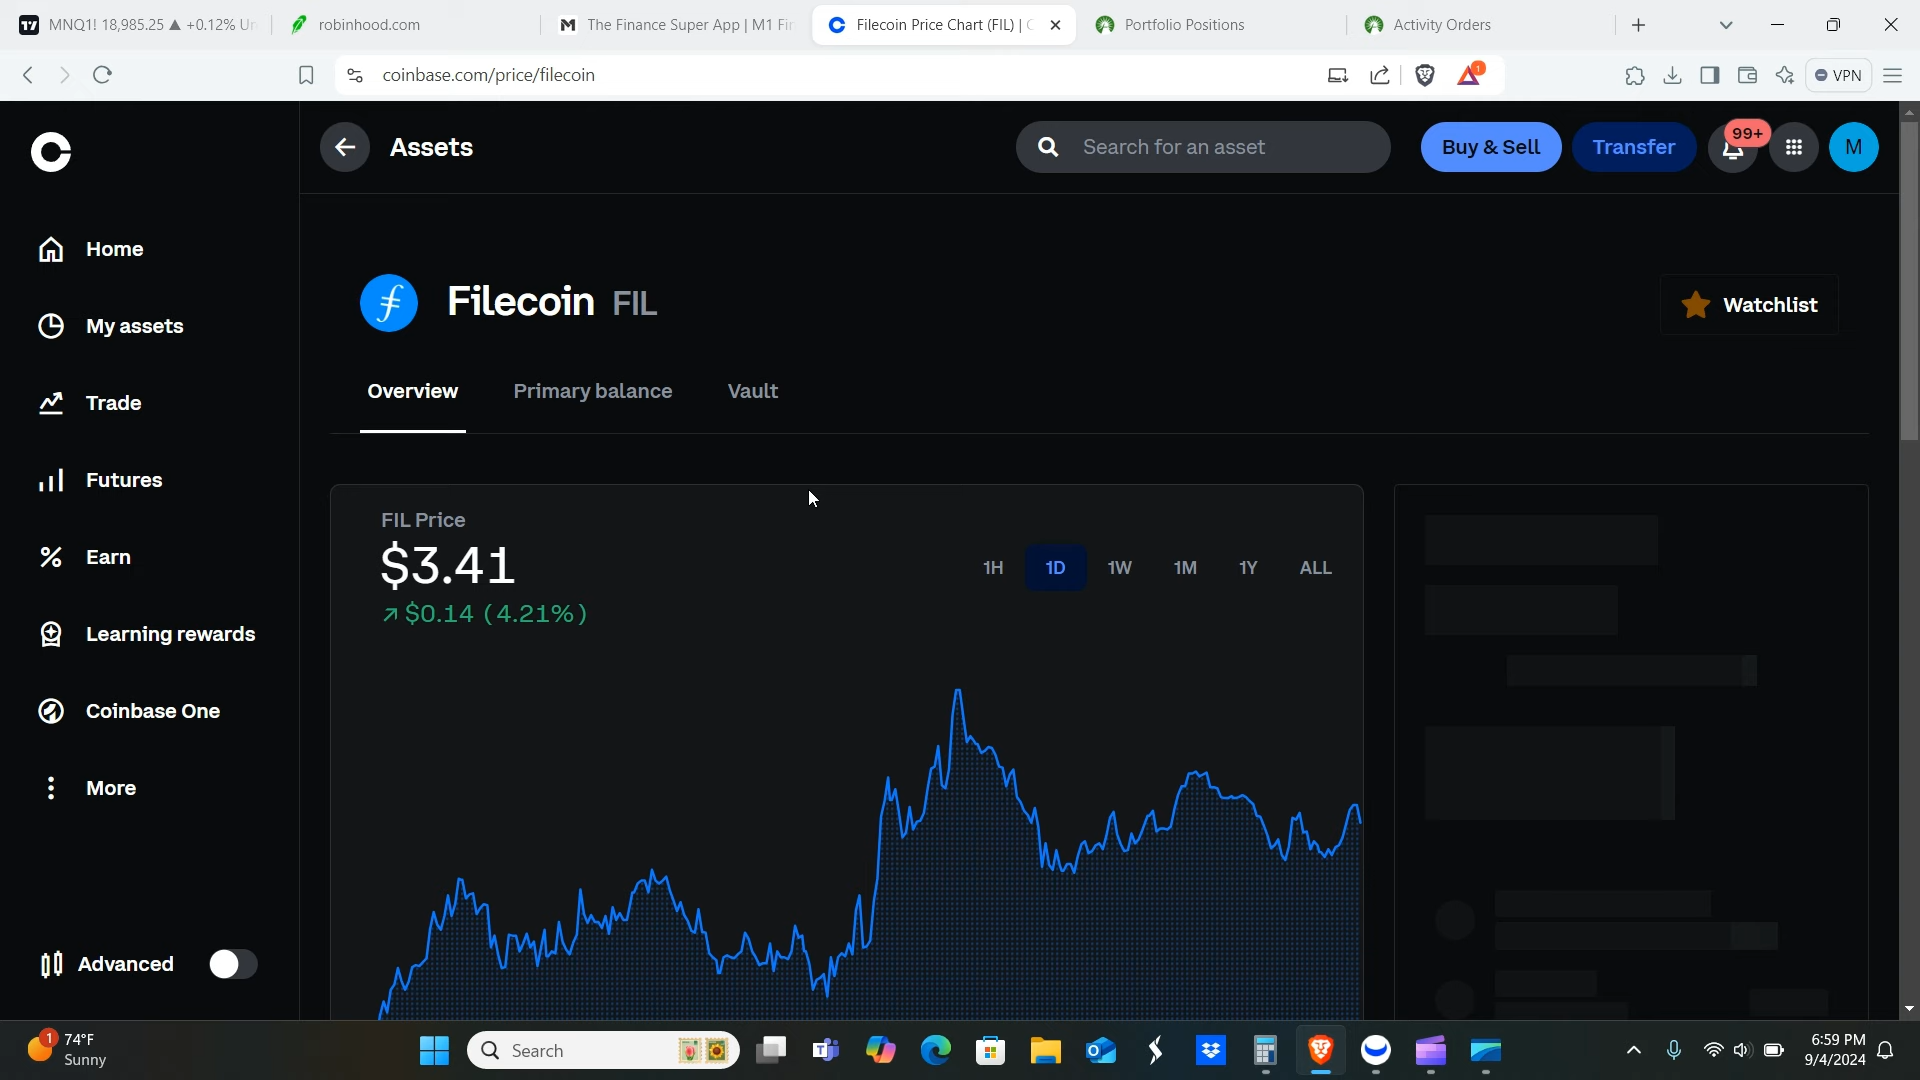 MNQ1! 18,985.25 ▲ +0.12% Un
robinhood.com
The Finance Super App | M1 Fi
Filecoin Price Chart (FIL) |
Portfolio Positions
Activity Orders
coinbase.com/price/filecoin
1
VPN
Assets
Search for an asset
Buy & Sell
Transfer
99+
M
Home
My assets
Trade
Futures
Earn
Learning rewards
Coinbase One
More
Advanced
Filecoin FIL
Watchlist
Overview
Primary balance
Vault
FIL Price
$3.41
↗ $0.14 (4.21%)
1H
1D
1W
1M
1Y
ALL
1
74°F
Sunny
Search
6:59 PM
9/4/2024